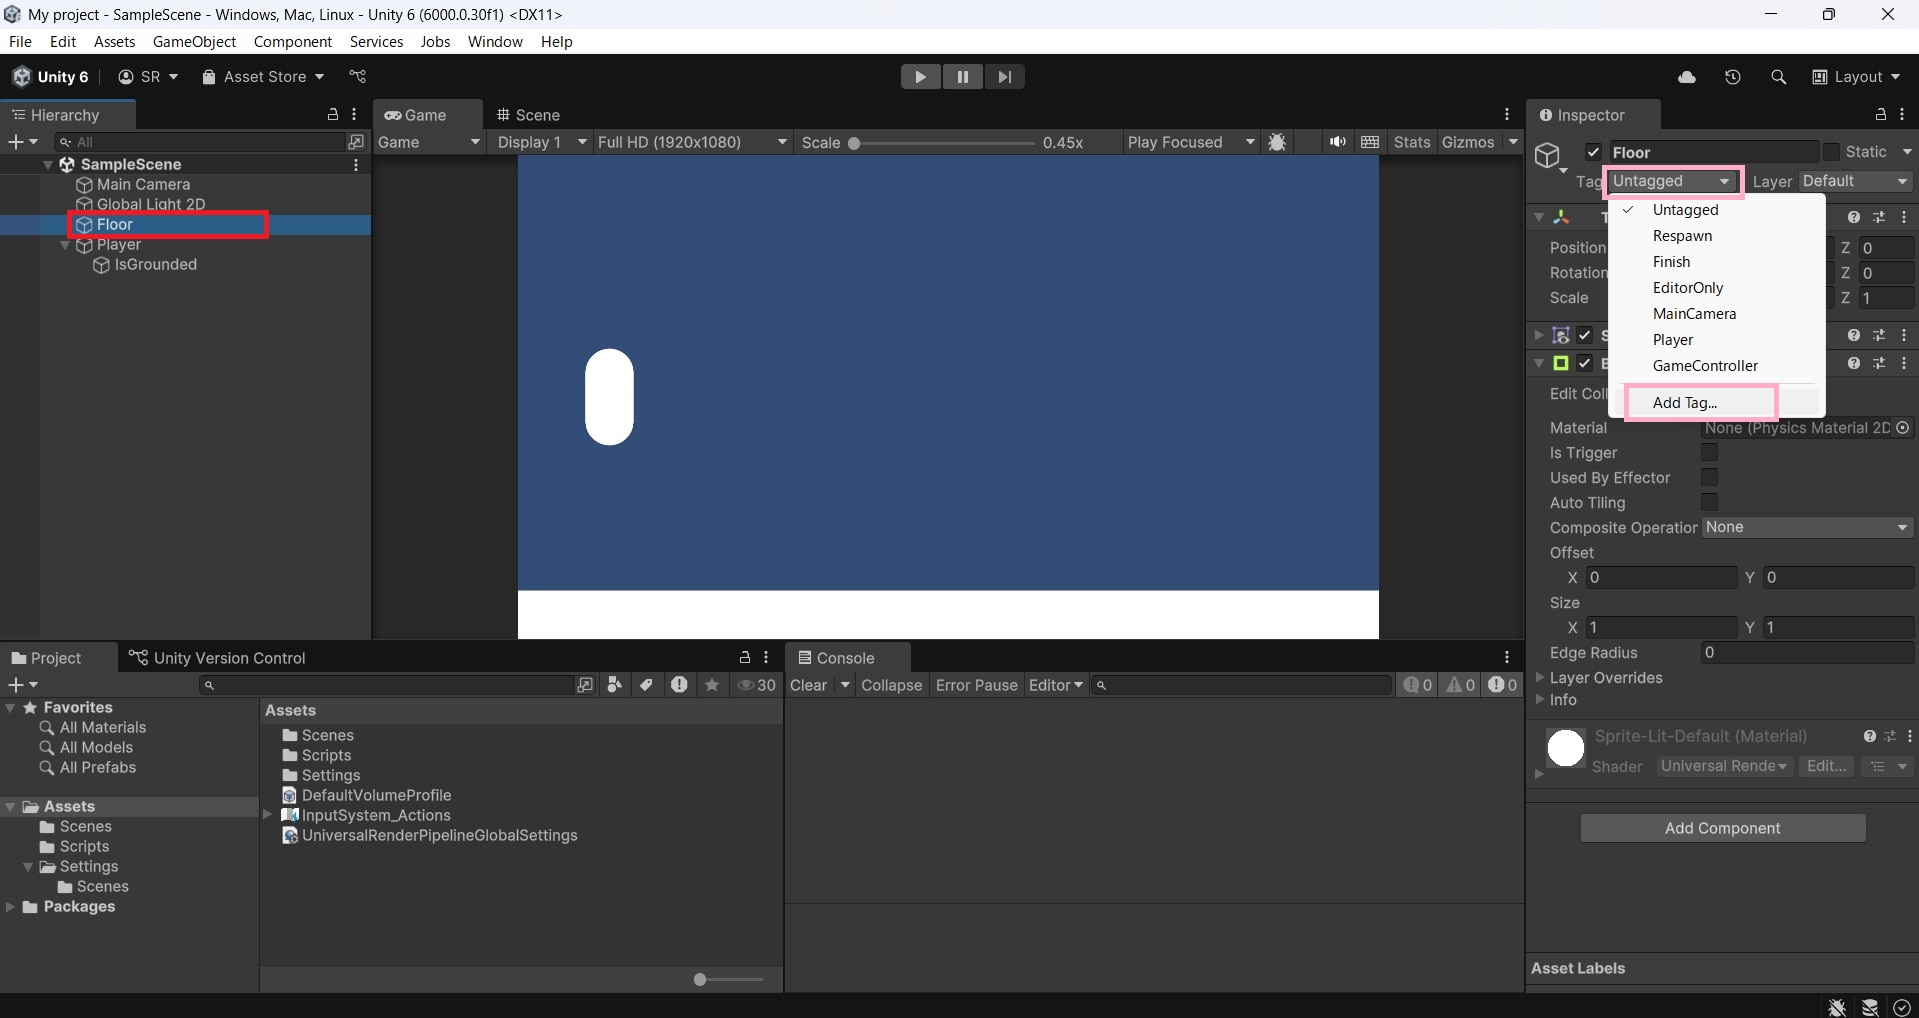 My project - SampleScene - Windows, Mac, Linux - Unity 6 (6000.0.30f1) <DX11>
File Edit Assets GameObject Component Services Jobs Window Help
Unity 6 SR Asset Store Layout
Hierarchy
All
SampleScene
Main Camera
Global Light 2D
Floor
Player
IsGrounded
Game Scene
Game Display 1 Full HD (1920x1080) Scale 0.45x Play Focused Stats Gizmos
Inspector
Floor Static
Tag Untagged Layer Default
Untagged
Respawn
Finish
EditorOnly
MainCamera
Player
GameController
Add Tag...
Position Z 0
Rotation Z 0
Scale Z 1
Edit Coll
Material None (Physics Material 2D
Is Trigger
Used By Effector
Auto Tiling
Composite Operation None
Offset
X 0 Y 0
Size
X 1 Y 1
Edge Radius 0
Layer Overrides
Info
Sprite-Lit-Default (Material)
Shader Universal Rende Edit...
Add Component
Asset Labels
Project Unity Version Control
30
Favorites
All Materials
All Models
All Prefabs
Assets
Scenes
Scripts
Settings
Scenes
Packages
Assets
Scenes
Scripts
Settings
DefaultVolumeProfile
InputSystem_Actions
UniversalRenderPipelineGlobalSettings
Console
Clear Collapse Error Pause Editor 0 0 0